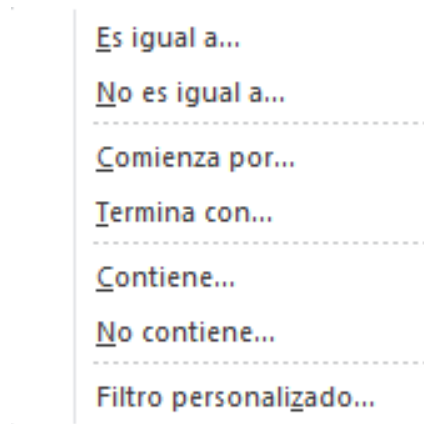 Es igual a...
No es igual a...
Comienza por...
Termina con...
Contiene...
No contiene...
Filtro personalizado...